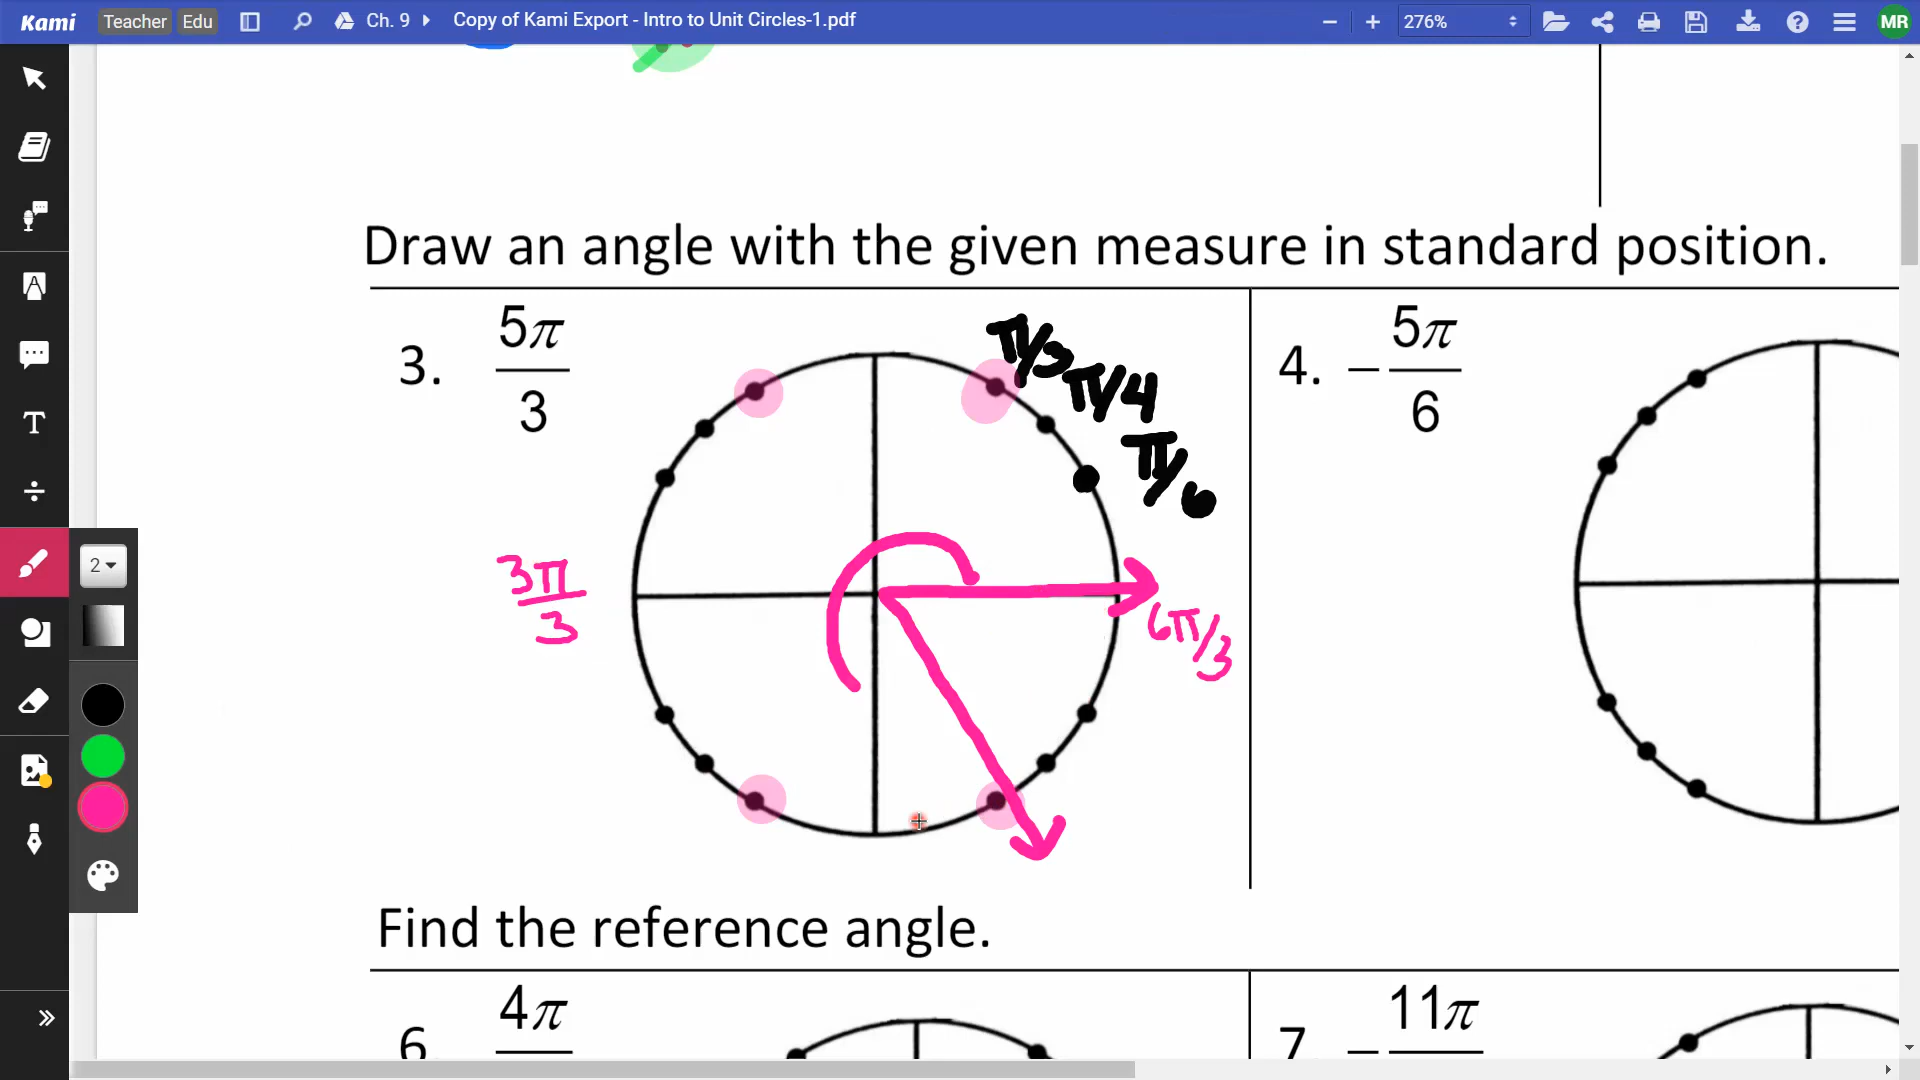 Kami Teacher Edu Ch. 9 Copy of Kami Export - Intro to Unit Circles-1.pdf 276% MR
Draw an angle with the given measure in standard position.
3. 5π/3
π/3
π/4
π/6
3π/3
6π/3
4. -5π/6
2
T
Find the reference angle.
6. 4π
7. -11π